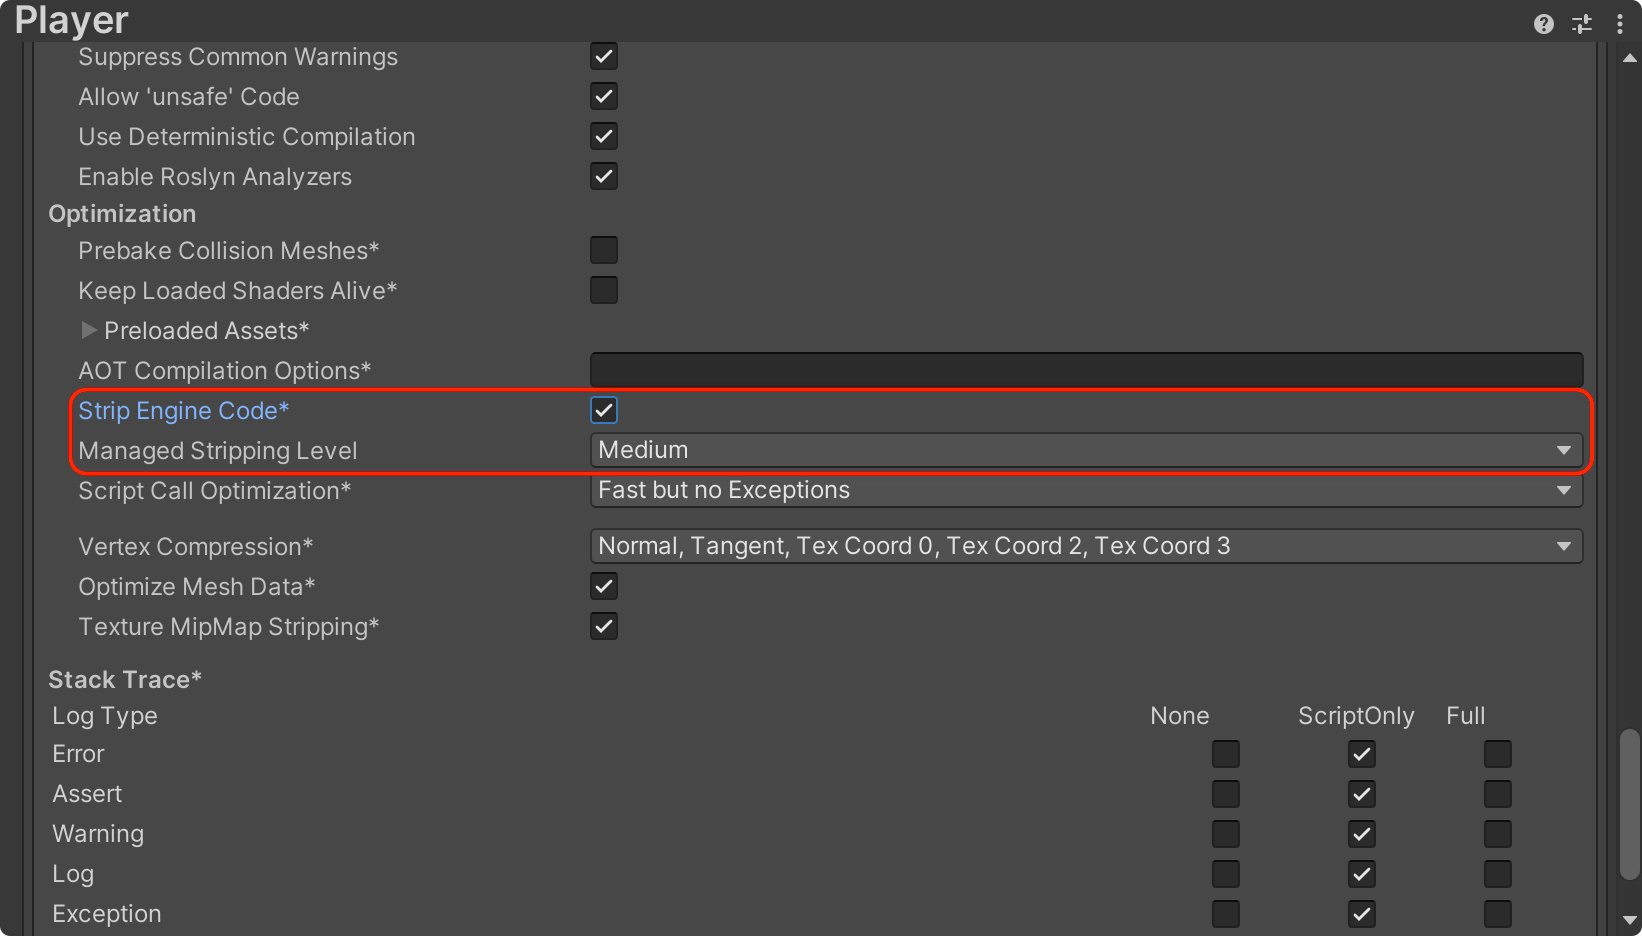 Player
Suppress Common Warnings
Allow 'unsafe' Code
Use Deterministic Compilation
Enable Roslyn Analyzers
Optimization
Prebake Collision Meshes*
Keep Loaded Shaders Alive*
Preloaded Assets*
AOT Compilation Options*
Strip Engine Code*
Managed Stripping Level Medium
Script Call Optimization* Fast but no Exceptions
Vertex Compression* Normal, Tangent, Tex Coord 0, Tex Coord 2, Tex Coord 3
Optimize Mesh Data*
Texture MipMap Stripping*
Stack Trace*
Log Type None ScriptOnly Full
Error
Assert
Warning
Log
Exception